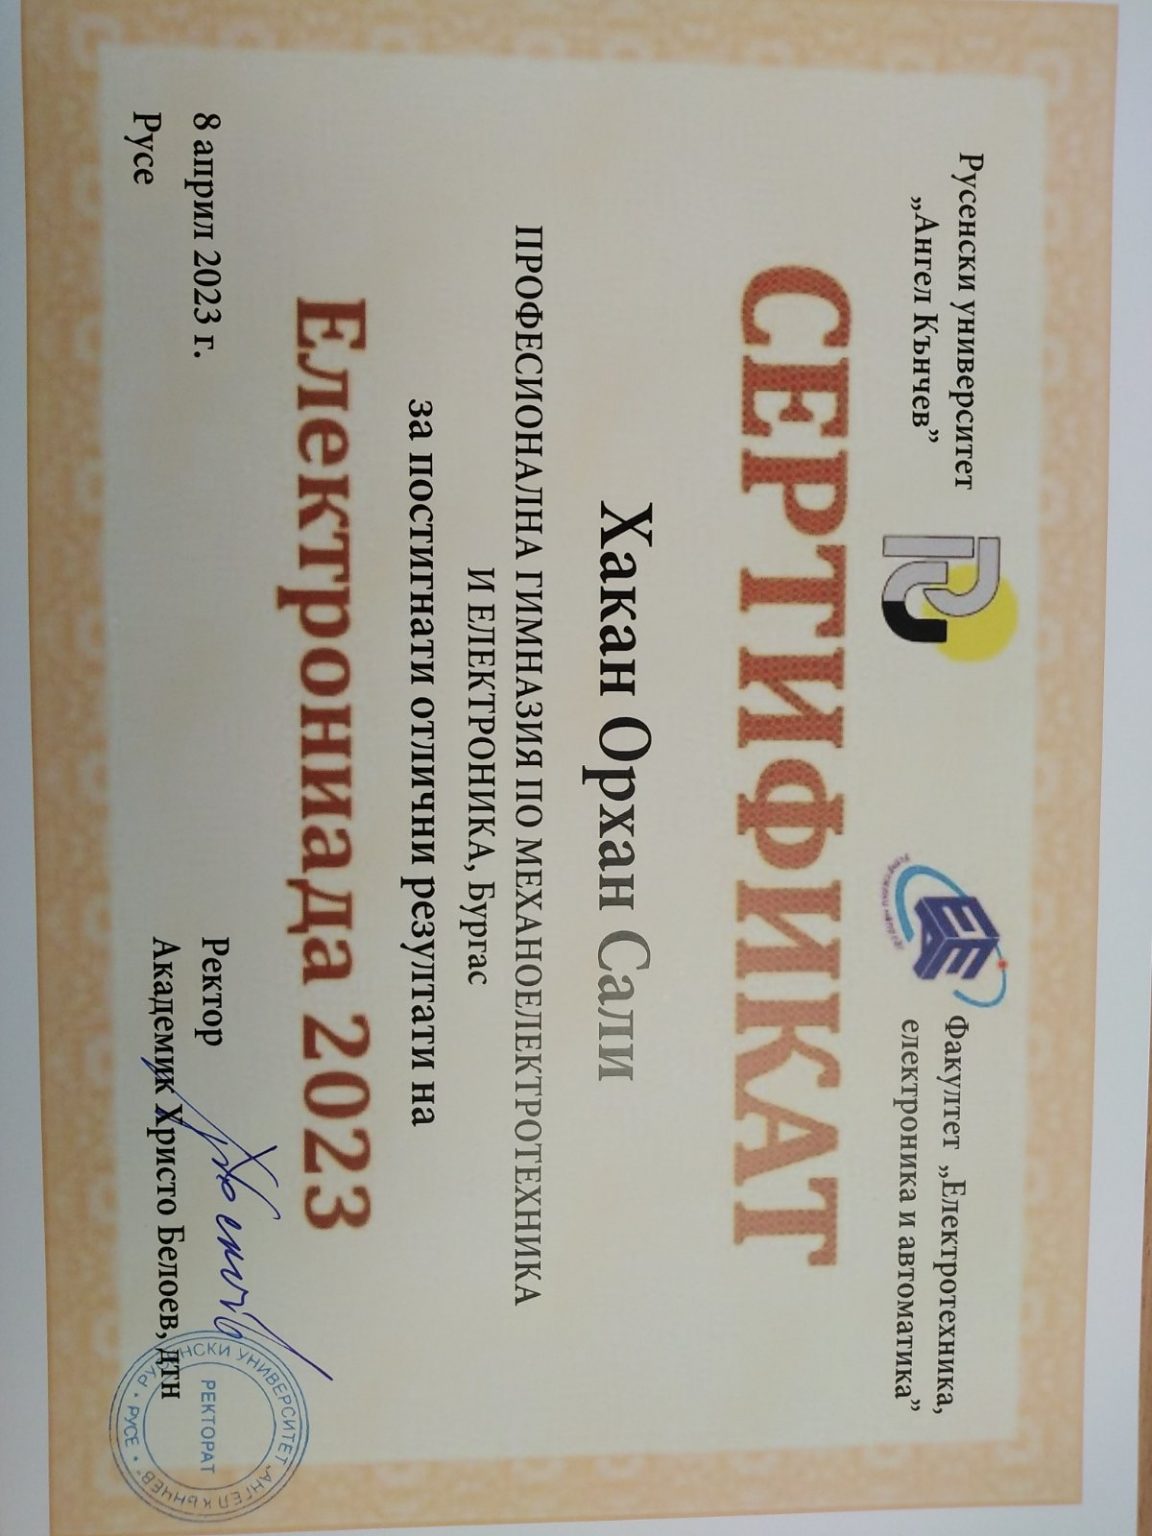 Русенски университет
„Ангел Кънчев”
Факултет „Електротехника,
електроника и автоматика”
СЕРТИФИКАТ
Хакан Орхан Сали
ПРОФЕСИОНАЛНА ГИМНАЗИЯ ПО МЕХАНОЕЛЕКТРОТЕХНИКА
И ЕЛЕКТРОНИКА, Бургас
за постигнати отлични резултати на
Електрониада 2023
8 април 2023 г.
Русе
Ректор
Академик Христо Белоев, дтн
РУСЕНСКИ УНИВЕРСИТЕТ „АНГЕЛ КЪНЧЕВ” • РУСЕ •
РЕКТОРАТ